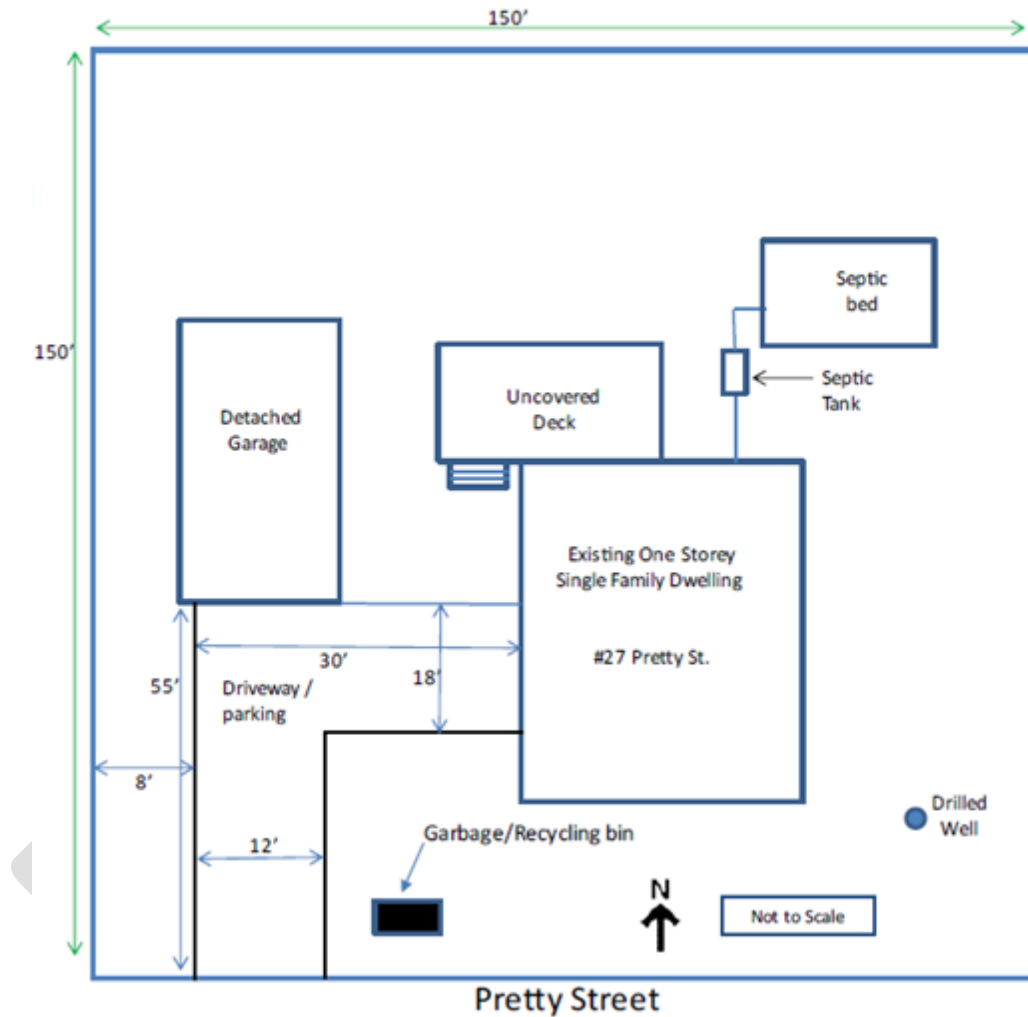 150’
150’
Septic
bed
Septic
Tank
Uncovered
Deck
Detached
Garage
Existing One Storey
Single Family Dwelling
#27 Pretty St.
30’
18’
55’
Driveway /
parking
8’
12’
Garbage/Recycling bin
Drilled
Well
N
Not to Scale
Pretty Street